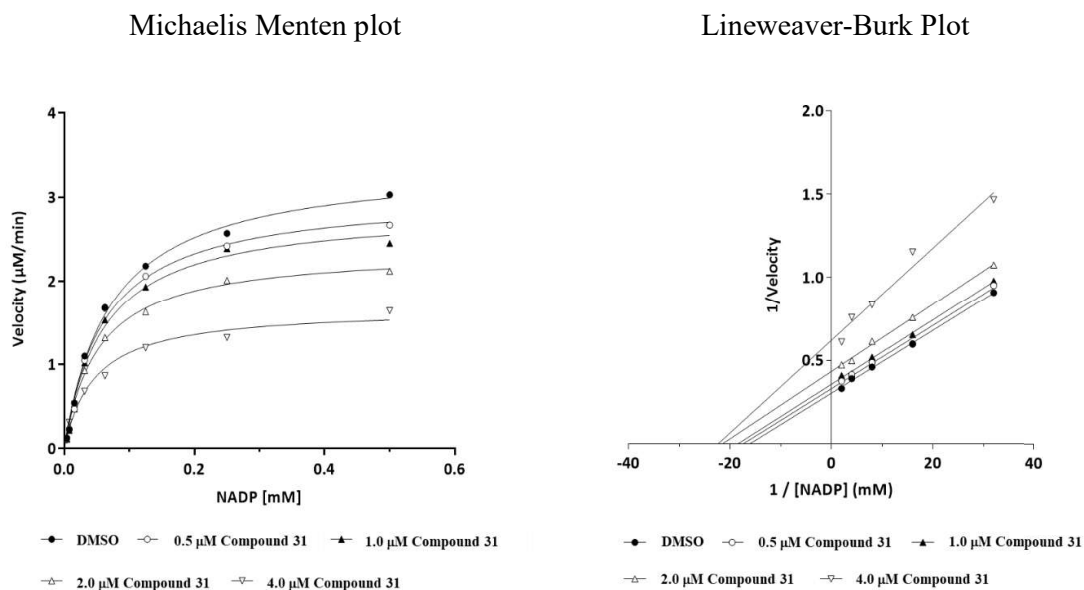 Michaelis Menten plot
Lineweaver-Burk Plot
Velocity (μM/min)
4
3
2
1
0
0.0 0.2 0.4 0.6
NADP [mM]
DMSO 0.5 μM Compound 31 1.0 μM Compound 31
2.0 μM Compound 31 4.0 μM Compound 31
1/Velocity
2.0
1.5
1.0
0.5
-40 -20 0 20 40
1 / [NADP] (mM)
DMSO 0.5 μM Compound 31 1.0 μM Compound 31
2.0 μM Compound 31 4.0 μM Compound 31